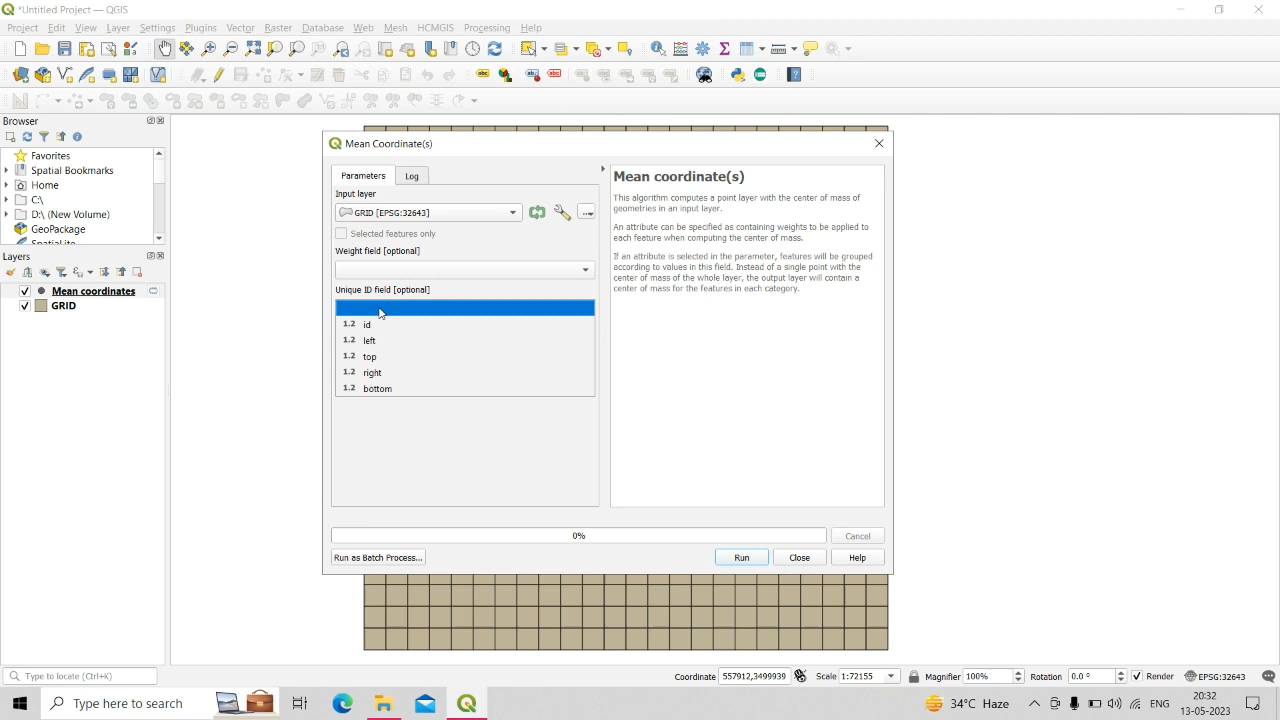 *Untitled Project — QGIS
Project Edit View Layer Settings Plugins Vector Raster Database Web Mesh HCMGIS Processing Help
Browser
Favorites
Spatial Bookmarks
Home
C:\
D:\ (New Volume)
GeoPackage
SpatiaLite
Layers
Mean coordinates
GRID
Mean Coordinate(s)
Parameters Log
Input layer
GRID [EPSG:32643]
Selected features only
Weight field [optional]
Unique ID field [optional]
1.2 id
1.2 left
1.2 top
1.2 right
1.2 bottom
Mean coordinate(s)
This algorithm computes a point layer with the center of mass of
geometries in an input layer.
An attribute can be specified as containing weights to be applied to
each feature when computing the center of mass.
If an attribute is selected in the parameter, features will be grouped
according to values in this field. Instead of a single point with the
center of mass of the whole layer, the output layer will contain a
center of mass for the features in each category.
0%
Cancel
Run as Batch Process...
Run Close Help
Type to locate (Ctrl+K)
Coordinate 557912,3499939 Scale 1:72155 Magnifier 100% Rotation 0.0 ° Render EPSG:32643
Type here to search
34°C Haze
ENG
20:32
13-05-2023